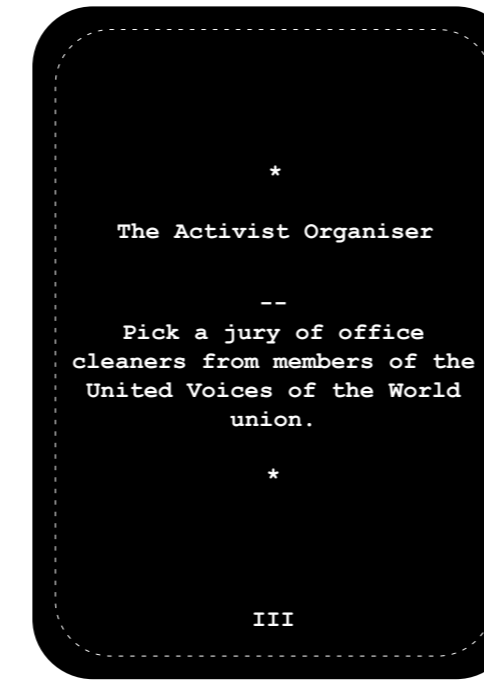 *
The Activist Organiser
--
Pick a jury of office
cleaners from members of the
United Voices of the World
union.
*
III